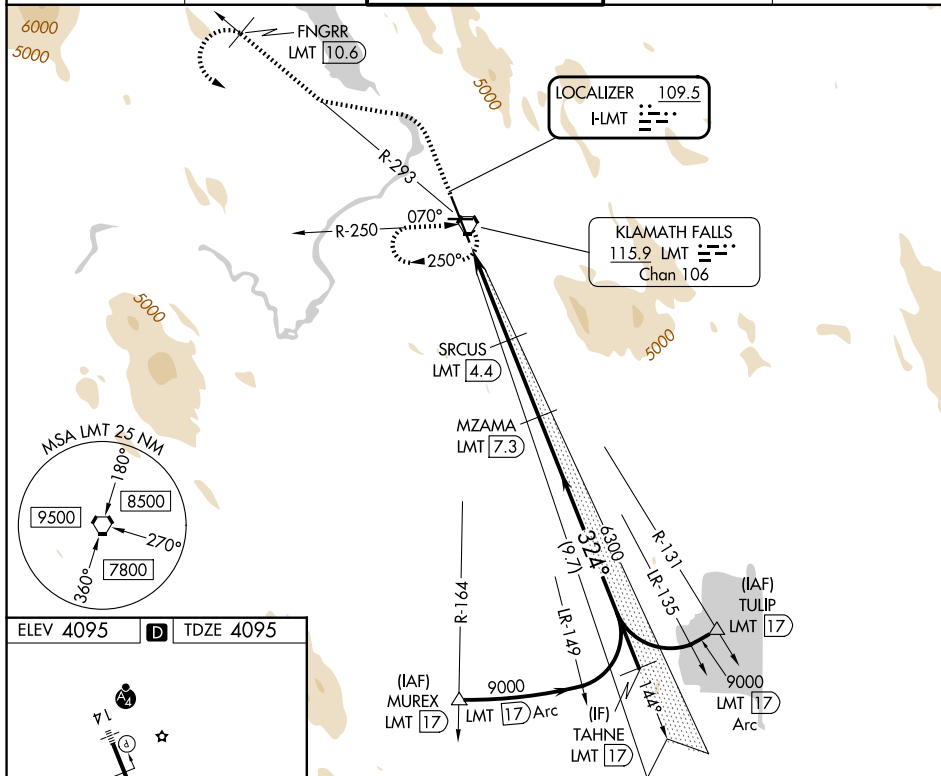 6000
5000
FNGRR
LMT 10.6
5000
LOCALIZER 109.5
I-LMT
R-293
R-250
070°
250°
KLAMATH FALLS
115.9 LMT
Chan 106
5000
5000
SRCUS
LMT 4.4
MZAMA
LMT 7.3
MSA LMT 25 NM
180°
8500
9500
270°
7800
360°
6300
324°
(9.7)
R-131
LR-135
R-164
LR-149
(IAF)
TULIP
LMT 17
9000
LMT 17
Arc
(IAF)
MUREX
LMT 17
9000
LMT 17 Arc
(IF)
TAHNE
LMT 17
144°
ELEV 4095
D
TDZE 4095
A4
14
P